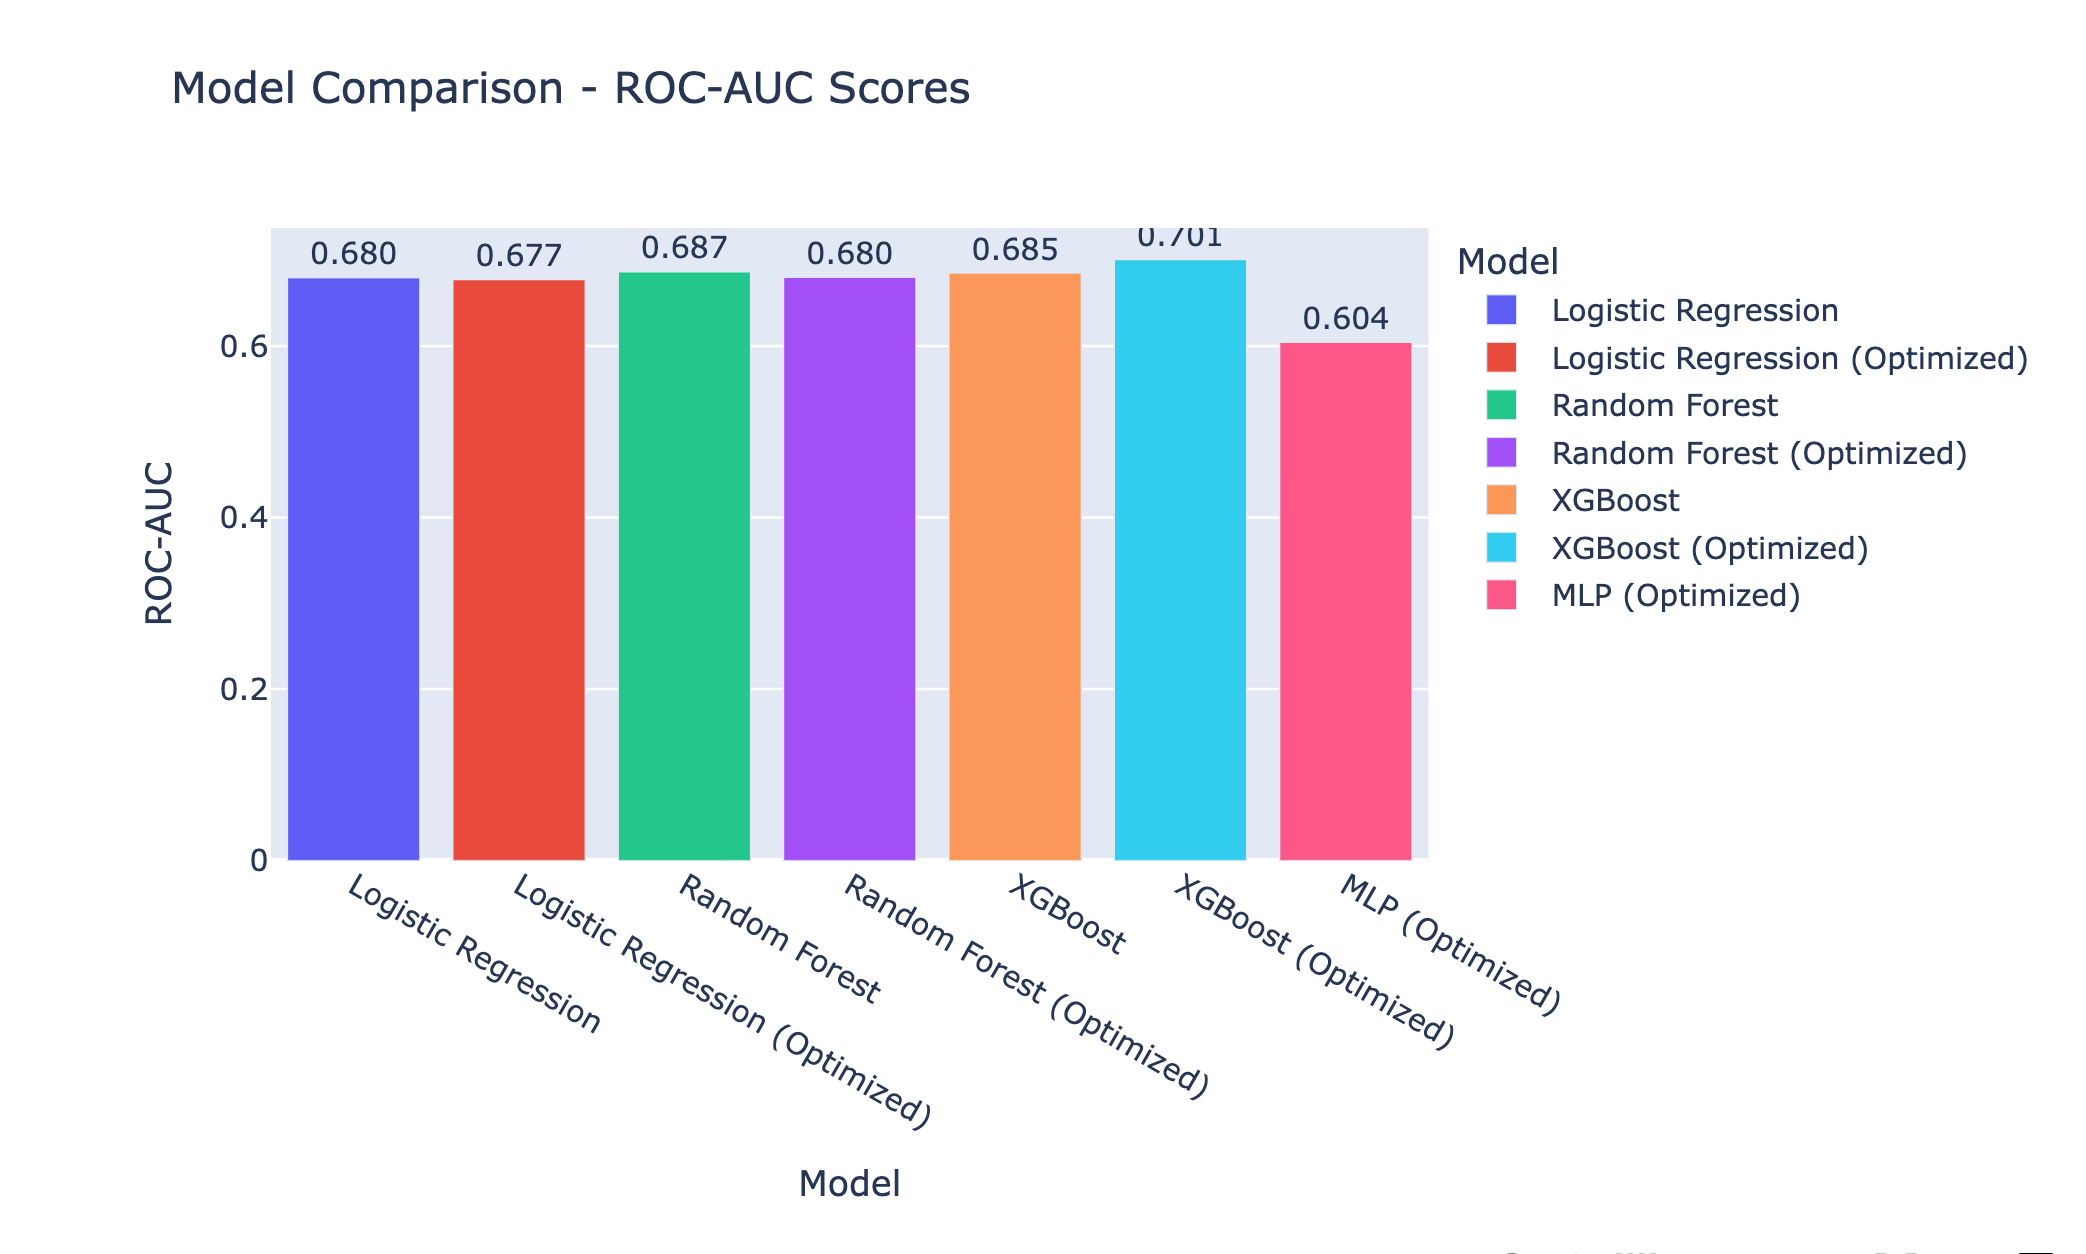 Model Comparison - ROC-AUC Scores
0.680
0.677
0.687
0.680
0.685
0.701
0.604
0.6
0.4
0.2
0
ROC-AUC
Logistic Regression
Logistic Regression (Optimized)
Random Forest
Random Forest (Optimized)
XGBoost
XGBoost (Optimized)
MLP (Optimized)
Model
Model
Logistic Regression
Logistic Regression (Optimized)
Random Forest
Random Forest (Optimized)
XGBoost
XGBoost (Optimized)
MLP (Optimized)